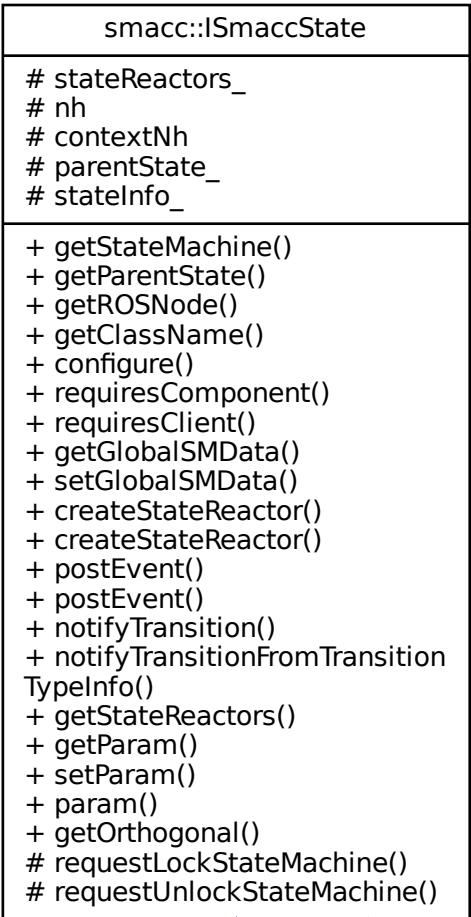 smacc::ISmaccState
# stateReactors_
# nh
# contextNh
# parentState_
# stateInfo_
+ getStateMachine()
+ getParentState()
+ getROSNode()
+ getClassName()
+ configure()
+ requiresComponent()
+ requiresClient()
+ getGlobalSMData()
+ setGlobalSMData()
+ createStateReactor()
+ createStateReactor()
+ postEvent()
+ postEvent()
+ notifyTransition()
+ notifyTransitionFromTransition
TypeInfo()
+ getStateReactors()
+ getParam()
+ setParam()
+ param()
+ getOrthogonal()
# requestLockStateMachine()
# requestUnlockStateMachine()